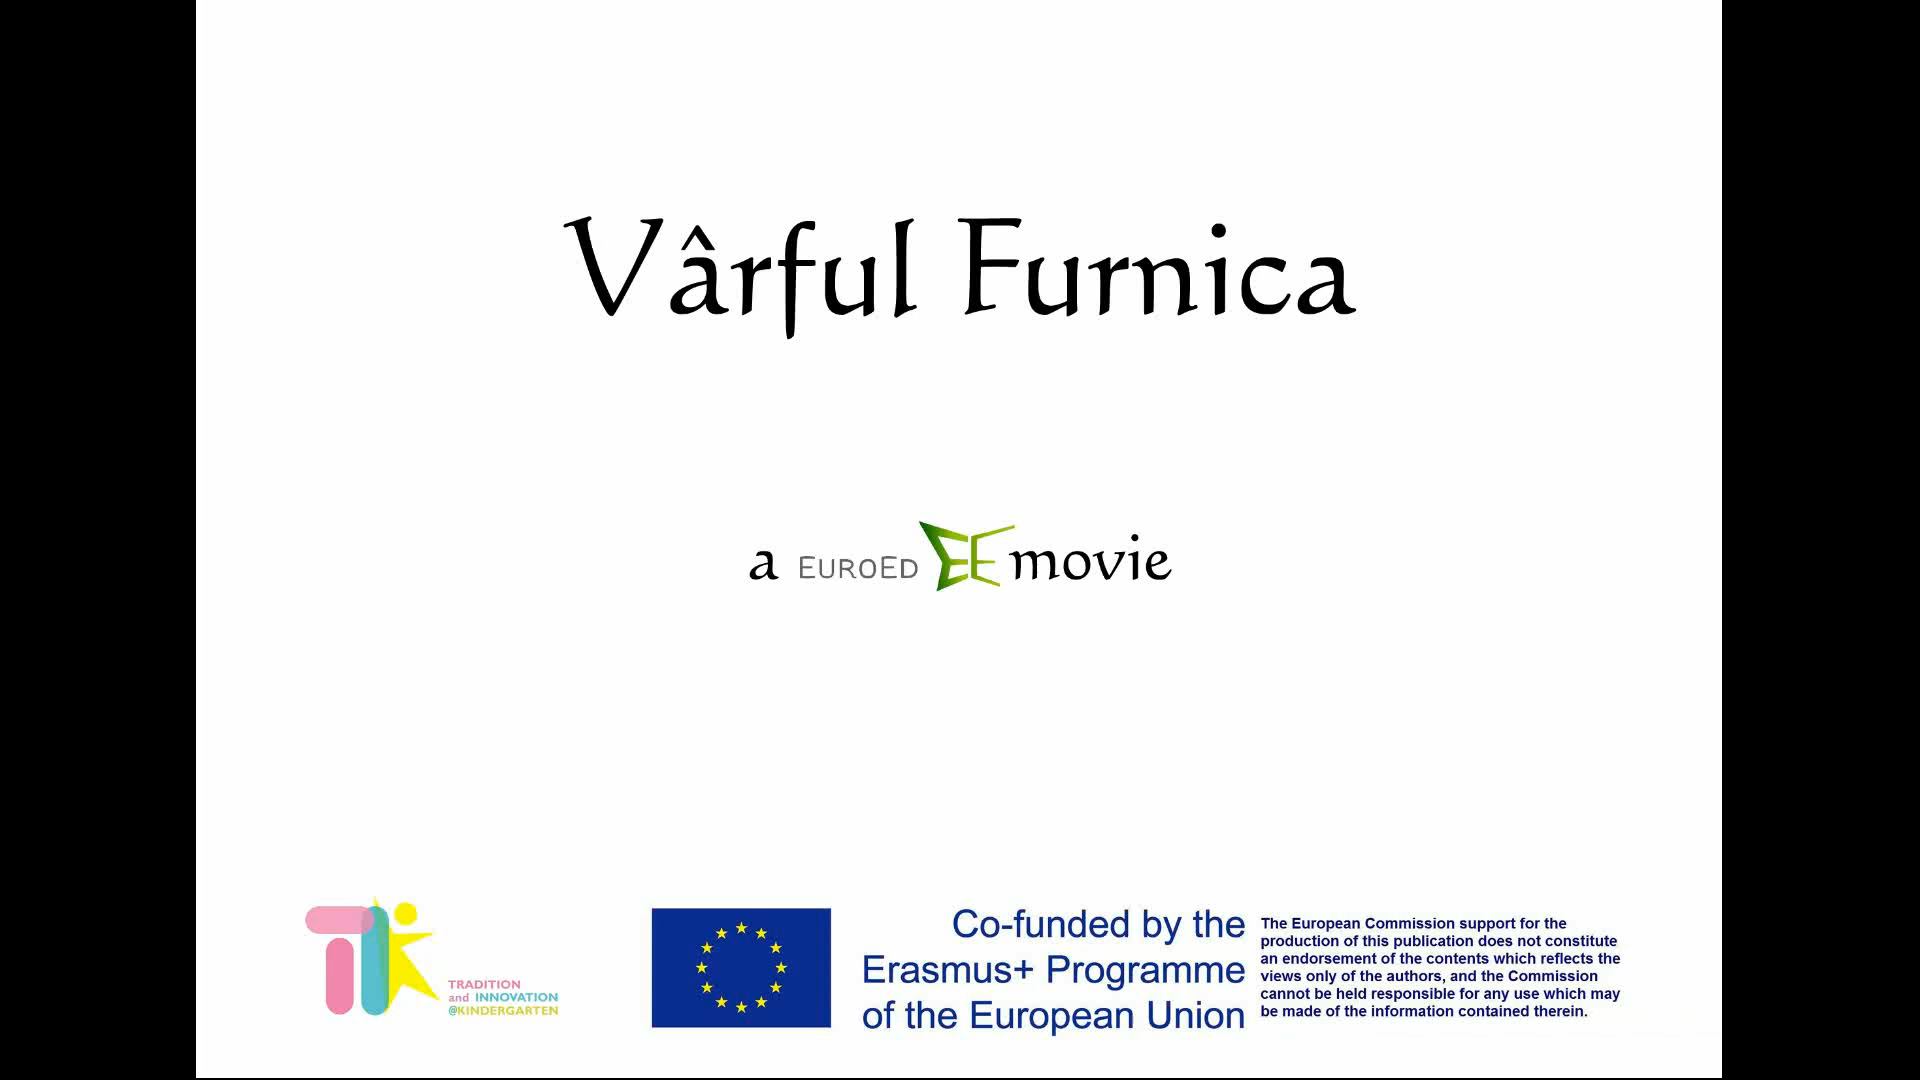 Vârful Furnica
a EUROED movie
TRADITION
and INNOVATION
@KINDERGARTEN
Co-funded by the
Erasmus+ Programme
of the European Union
The European Commission support for the
production of this publication does not constitute
an endorsement of the contents which reflects the
views only of the authors, and the Commission
cannot be held responsible for any use which may
be made of the information contained therein.